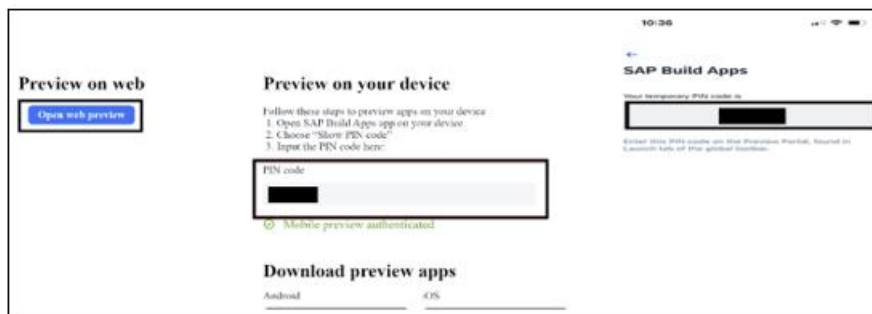 Preview on web
Open web preview
Preview on your device
Follow these steps to preview apps on your device
1. Open SAP Build Apps app on your device
2. Choose "Show PIN code"
3. Input the PIN code here:
PIN code
Mobile preview authenticated
Download preview apps
Android iOS
10:36
SAP Build Apps
Your temporary PIN code is
Enter this PIN code on the Preview Portal, found in
Launch tab of the global toolbar.